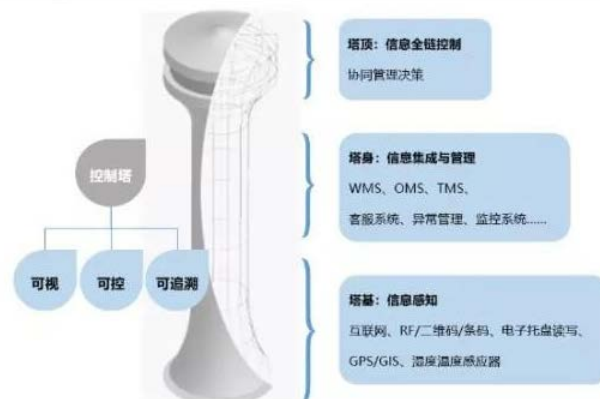 塔顶：信息全链控制
协同管理决策
塔身：信息集成与管理
WMS、OMS、TMS、
客服系统、异常管理、监控系统......
控制塔
可视
可控
可追溯
塔基：信息感知
互联网、RF/二维码/条码、电子托盘读写、
GPS/GIS、湿度温度感应器